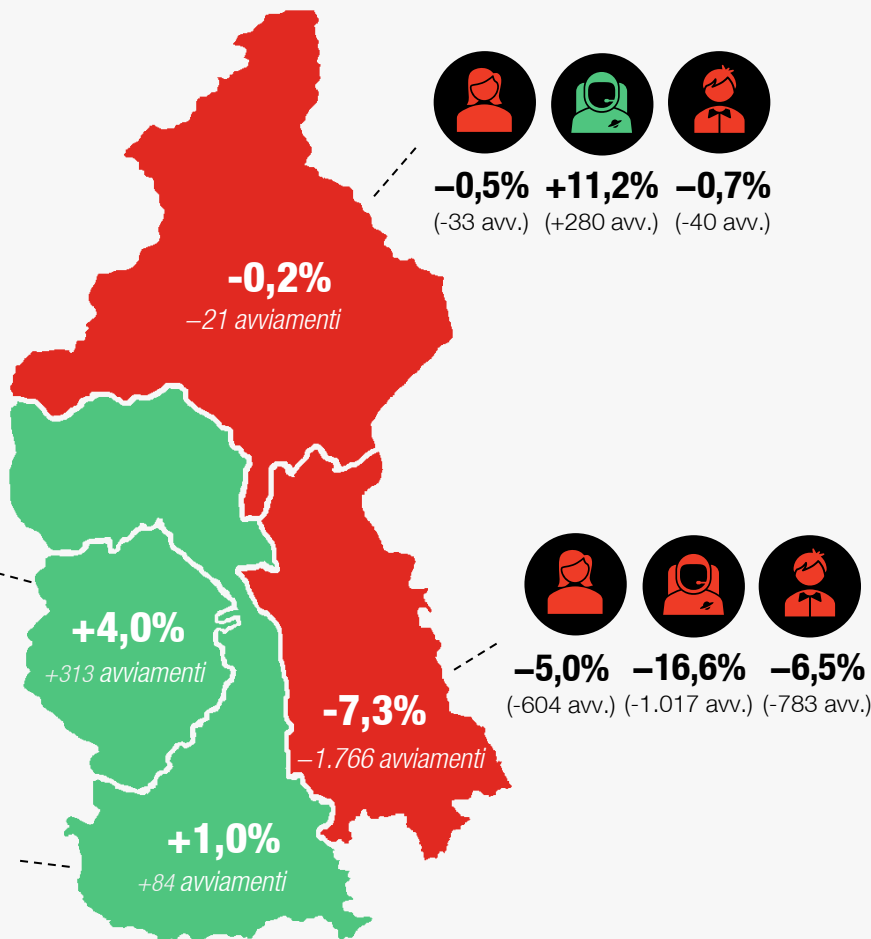 –0,5% +11,2% –0,7%
(-33 avv.) (+280 avv.) (-40 avv.)
-0,2%
–21 avviamenti
–5,0% –16,6% –6,5%
(-604 avv.) (-1.017 avv.) (-783 avv.)
+4,0%
+313 avviamenti
-7,3%
–1.766 avviamenti
+1,0%
+84 avviamenti